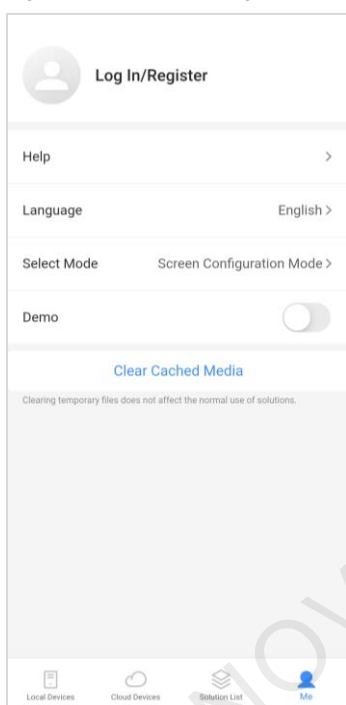 Log In/Register
Help
Language English
Select Mode Screen Configuration Mode
Demo
Clear Cached Media
Clearing temporary files does not affect the normal use of solutions.
Local Devices Cloud Devices Solution List Me